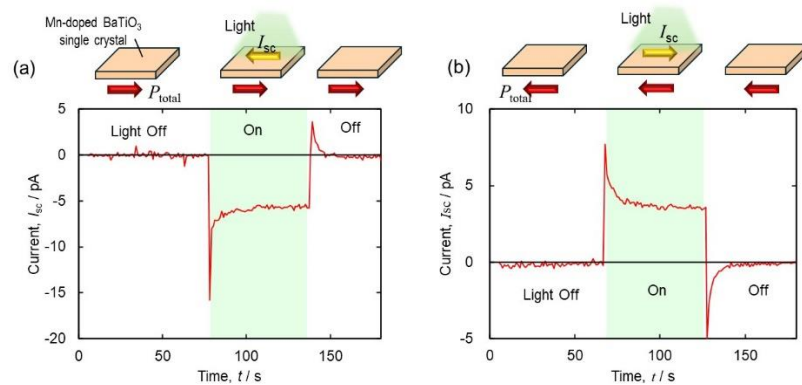 Mn-doped BaTiO3
single crystal
Light
Isc
(a)
Ptotal
Light Off
On
Off
5
0
-5
-10
-15
-20
Current, Isc / pA
0
50
100
150
Time, t / s
Light
Isc
(b)
Ptotal
Light Off
On
Off
10
5
0
-5
Current, Isc / pA
0
50
100
150
Time, t / s